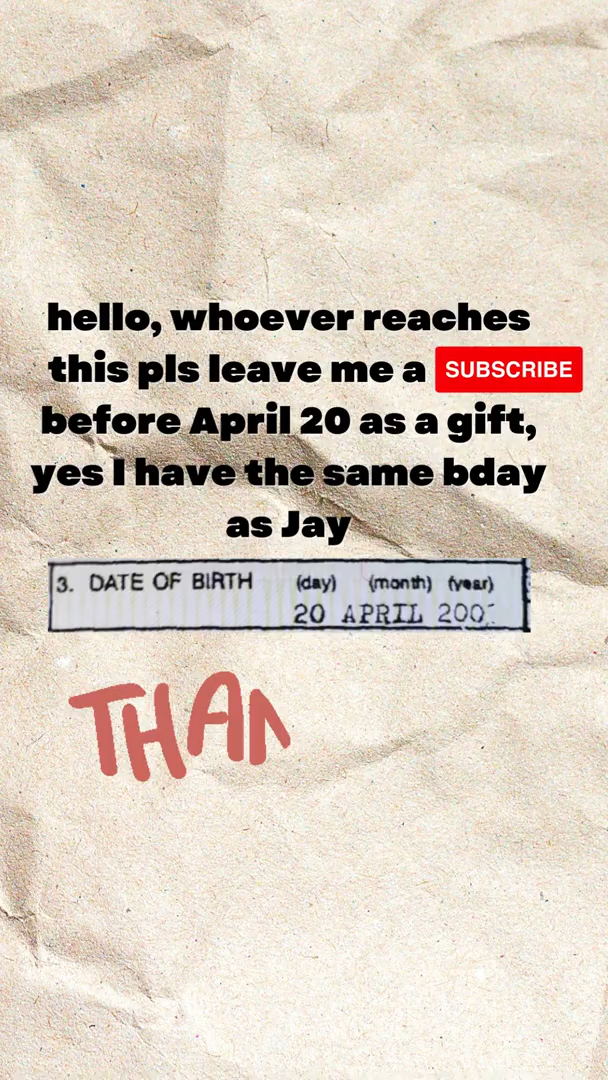 hello, whoever reaches
this pls leave me a SUBSCRIBE
before April 20 as a gift,
yes I have the same bday
as Jay
3. DATE OF BIRTH (day) (month) (year)
20 APRIL